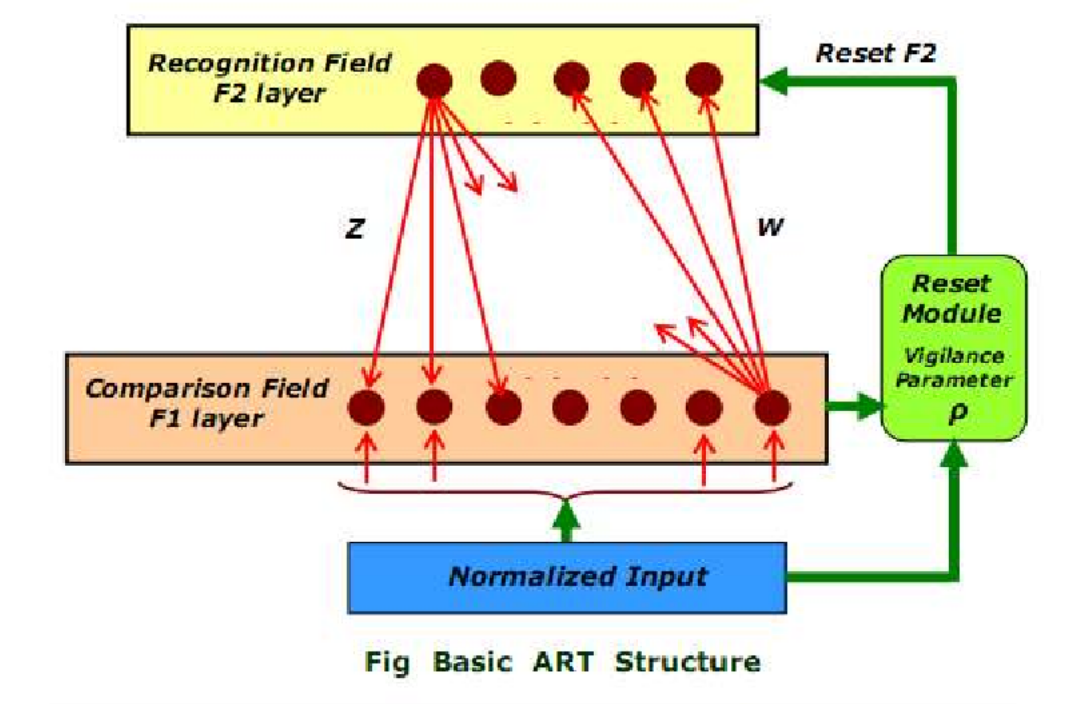 Recognition Field
F2 layer
Reset F2
Z
W
Reset
Module
Vigilance
Parameter
ρ
Comparison Field
F1 layer
Normalized Input
Fig Basic ART Structure